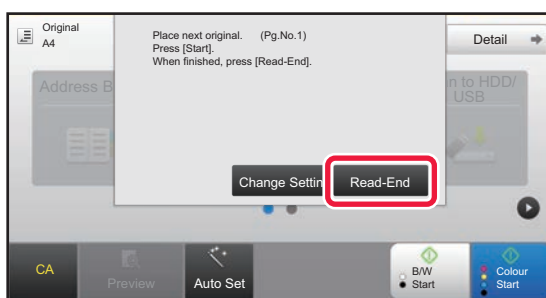 Original
A4
Place next original. (Pg.No.1)
Press [Start].
When finished, press [Read-End].
Detail
Address B
n to HDD/
USB
Change Settin
Read-End
CA
Preview
Auto Set
B/W
Start
Colour
Start